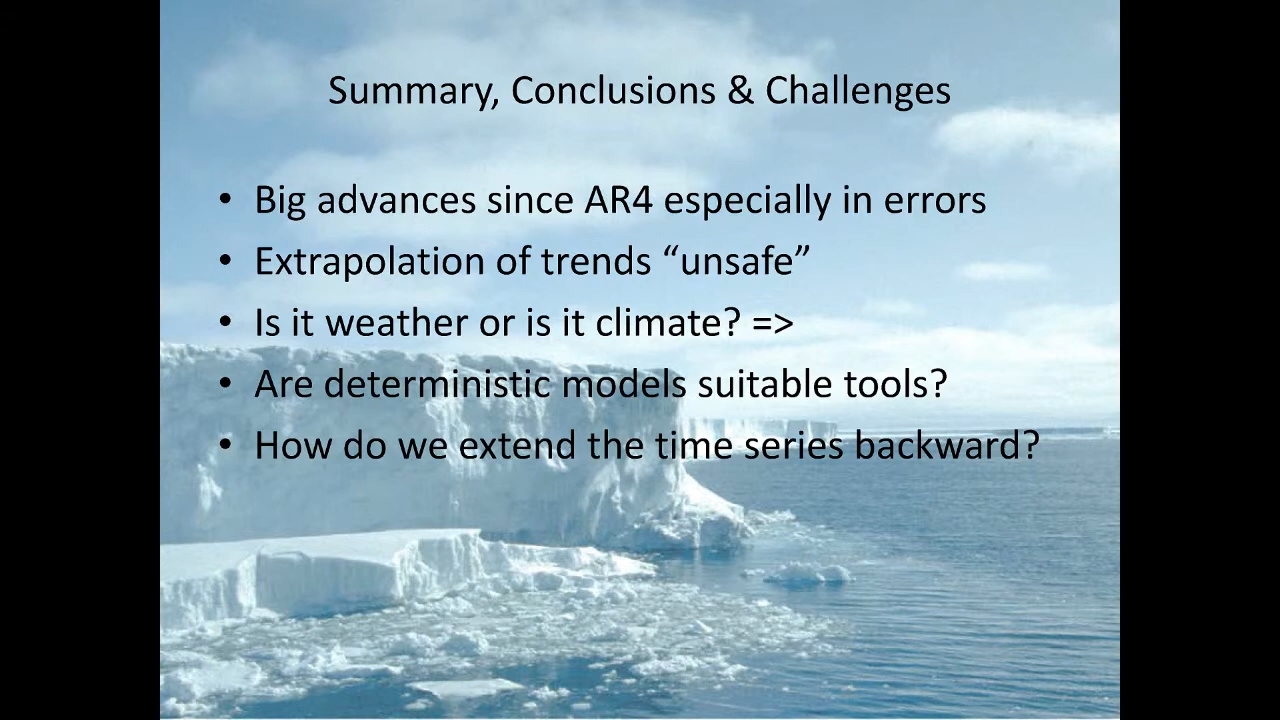 Summary, Conclusions & Challenges
• Big advances since AR4 especially in errors
• Extrapolation of trends “unsafe”
• Is it weather or is it climate? =>
• Are deterministic models suitable tools?
• How do we extend the time series backward?